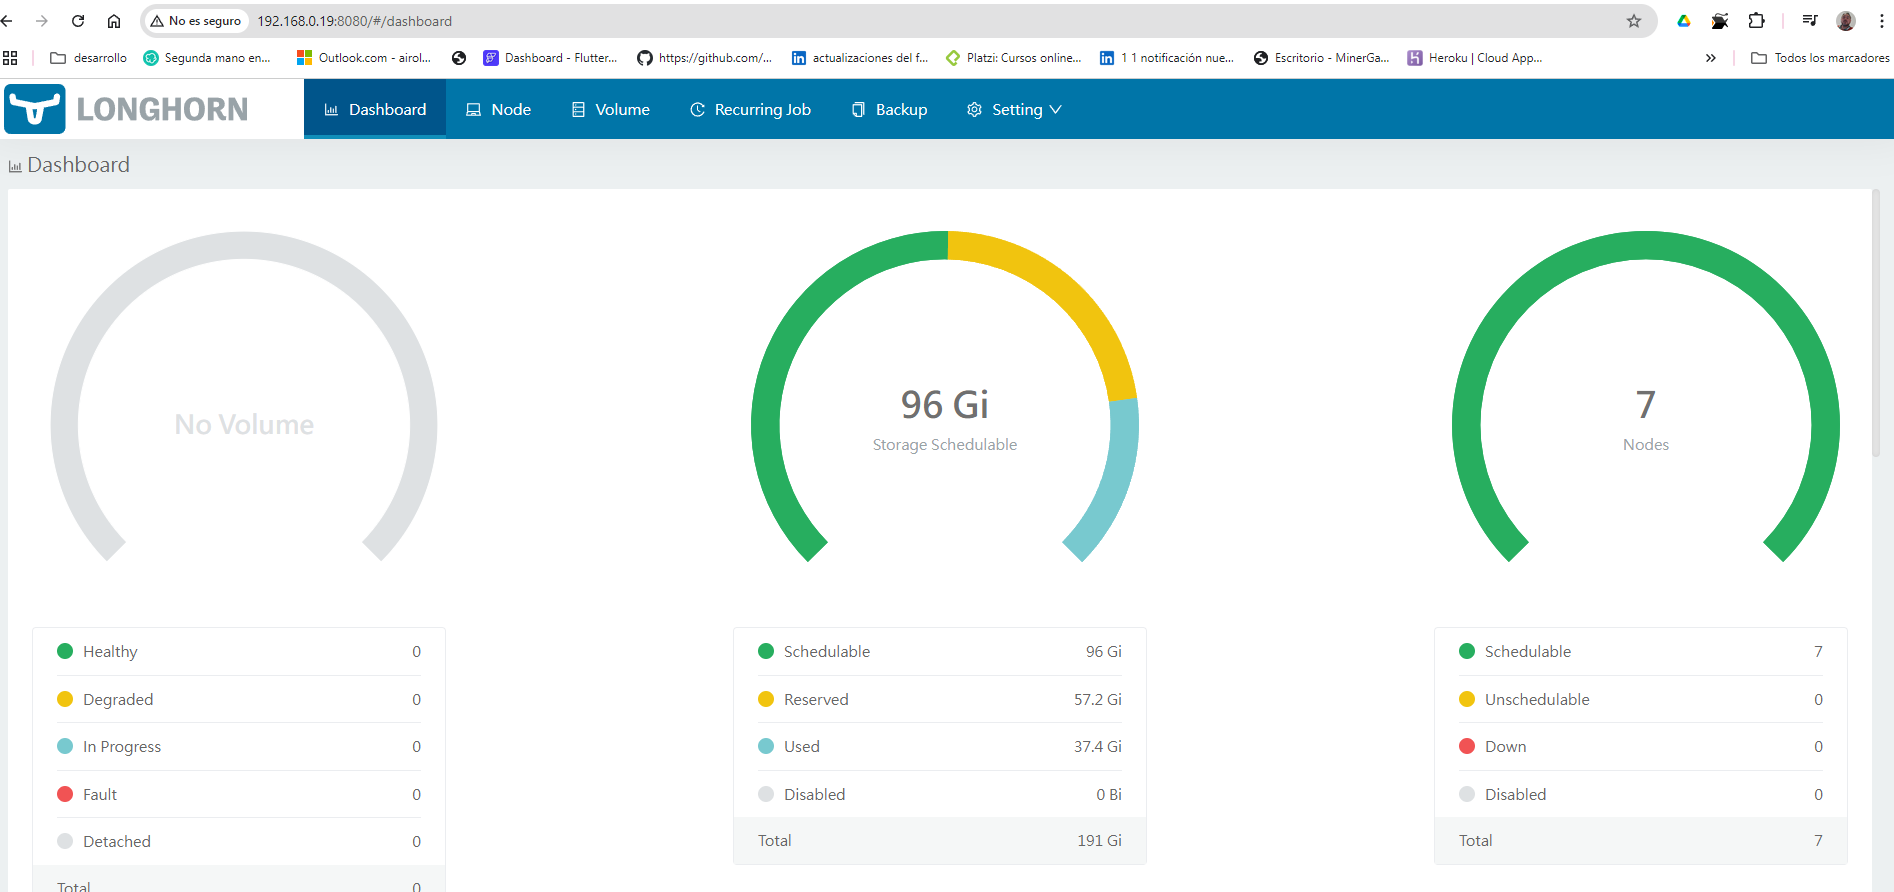 No es seguro 192.168.0.19:8080/#/dashboard
desarrollo Segunda mano en... Outlook.com - airol... Dashboard - Flutter... https://github.com/... actualizaciones del f... Platzi: Cursos online... 1 1 notificación nue... Escritorio - MinerGa... Heroku | Cloud App... » Todos los marcadores
LONGHORN Dashboard Node Volume Recurring Job Backup Setting
Dashboard
No Volume
96 Gi
Storage Schedulable
7
Nodes
Healthy 0
Degraded 0
In Progress 0
Fault 0
Detached 0
Total 0
Schedulable 96 Gi
Reserved 57.2 Gi
Used 37.4 Gi
Disabled 0 Bi
Total 191 Gi
Schedulable 7
Unschedulable 0
Down 0
Disabled 0
Total 7